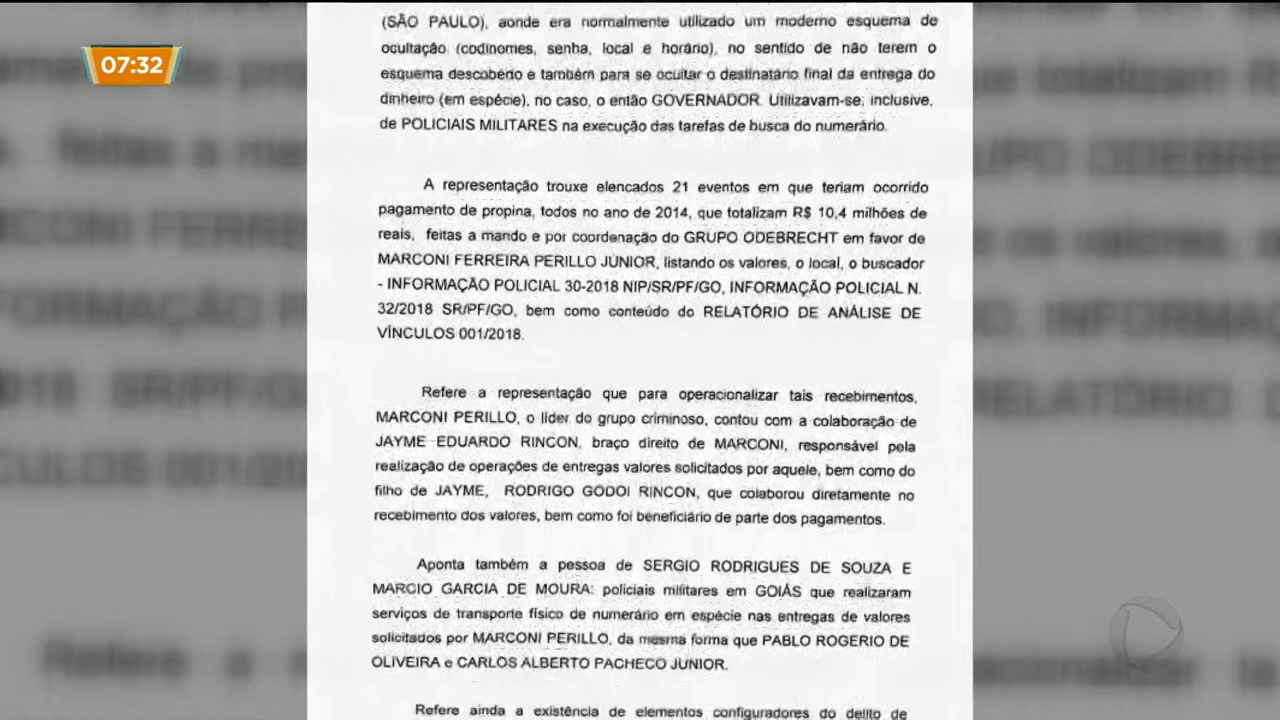 07:32
(SÃO PAULO), aonde era normalmente utilizado um moderno esquema de
ocultação (codinomes, senha, local e horário), no sentido de não terem o
esquema descoberto e também para se ocultar o destinatário final da entrega do
dinheiro (em espécie), no caso, o então GOVERNADOR. Utilizavam-se, inclusive,
de POLICIAIS MILITARES na execução das tarefas de busca do numerário.
A representação trouxe elencados 21 eventos em que teriam ocorrido
pagamento de propina, todos no ano de 2014, que totalizam R$ 10,4 milhões de
reais, feitas a mando e por coordenação do GRUPO ODEBRECHT em favor de
MARCONI FERREIRA PERILLO JUNIOR, listando os valores, o local, o buscador
- INFORMAÇÃO POLICIAL 30-2018 NIP/SR/PF/GO, INFORMAÇÃO POLICIAL N.
32/2018 SR/PF/GO, bem como conteúdo do RELATÓRIO DE ANÁLISE DE
VÍNCULOS 001/2018.
Refere a representação que para operacionalizar tais recebimentos,
MARCONI PERILLO, o líder do grupo criminoso, contou com a colaboração de
JAYME EDUARDO RINCON, braço direito de MARCONI, responsável pela
realização de operações de entregas valores solicitados por aquele, bem como do
filho de JAYME, RODRIGO GODOI RINCON, que colaborou diretamente no
recebimento dos valores, bem como foi beneficiário de parte dos pagamentos.
Aponta também a pessoa de SERGIO RODRIGUES DE SOUZA E
MARCIO GARCIA DE MOURA: policiais militares em GOIÁS que realizaram
serviços de transporte físico de numerário em espécie nas entregas de valores
solicitados por MARCONI PERILLO, da mesma forma que PABLO ROGERIO DE
OLIVEIRA e CARLOS ALBERTO PACHECO JUNIOR.
Refere ainda a existência de elementos configuradores do delito de